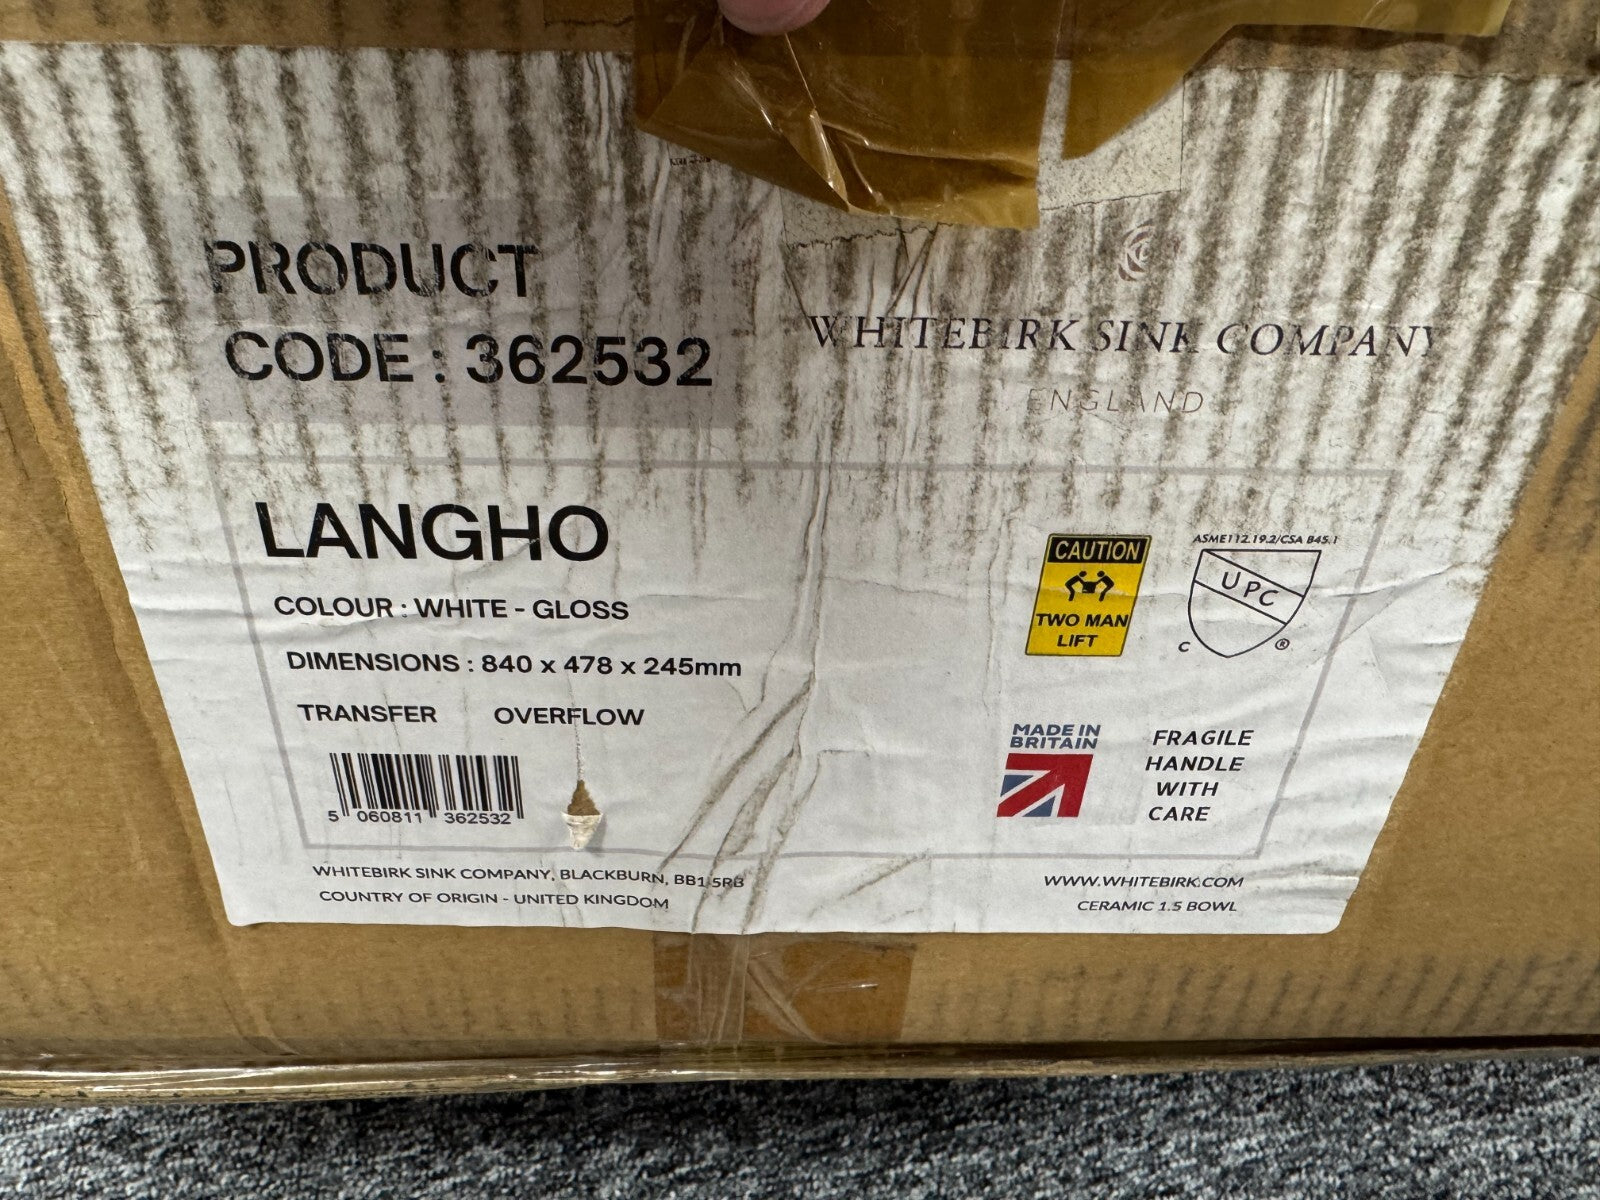 PRODUCT
CODE : 362532
WHITEBIRK SINK COMPANY
ENGLAND
LANGHO
COLOUR : WHITE - GLOSS
DIMENSIONS : 840 x 478 x 245mm
TRANSFER OVERFLOW
5 060811 362532
CAUTION
TWO MAN
LIFT
ASME112.19.2/CSA B45.1
UPC
C ®
MADE IN
BRITAIN
FRAGILE
HANDLE
WITH
CARE
WHITEBIRK SINK COMPANY, BLACKBURN, BB1 5RB
COUNTRY OF ORIGIN - UNITED KINGDOM
WWW.WHITEBIRK.COM
CERAMIC 1.5 BOWL